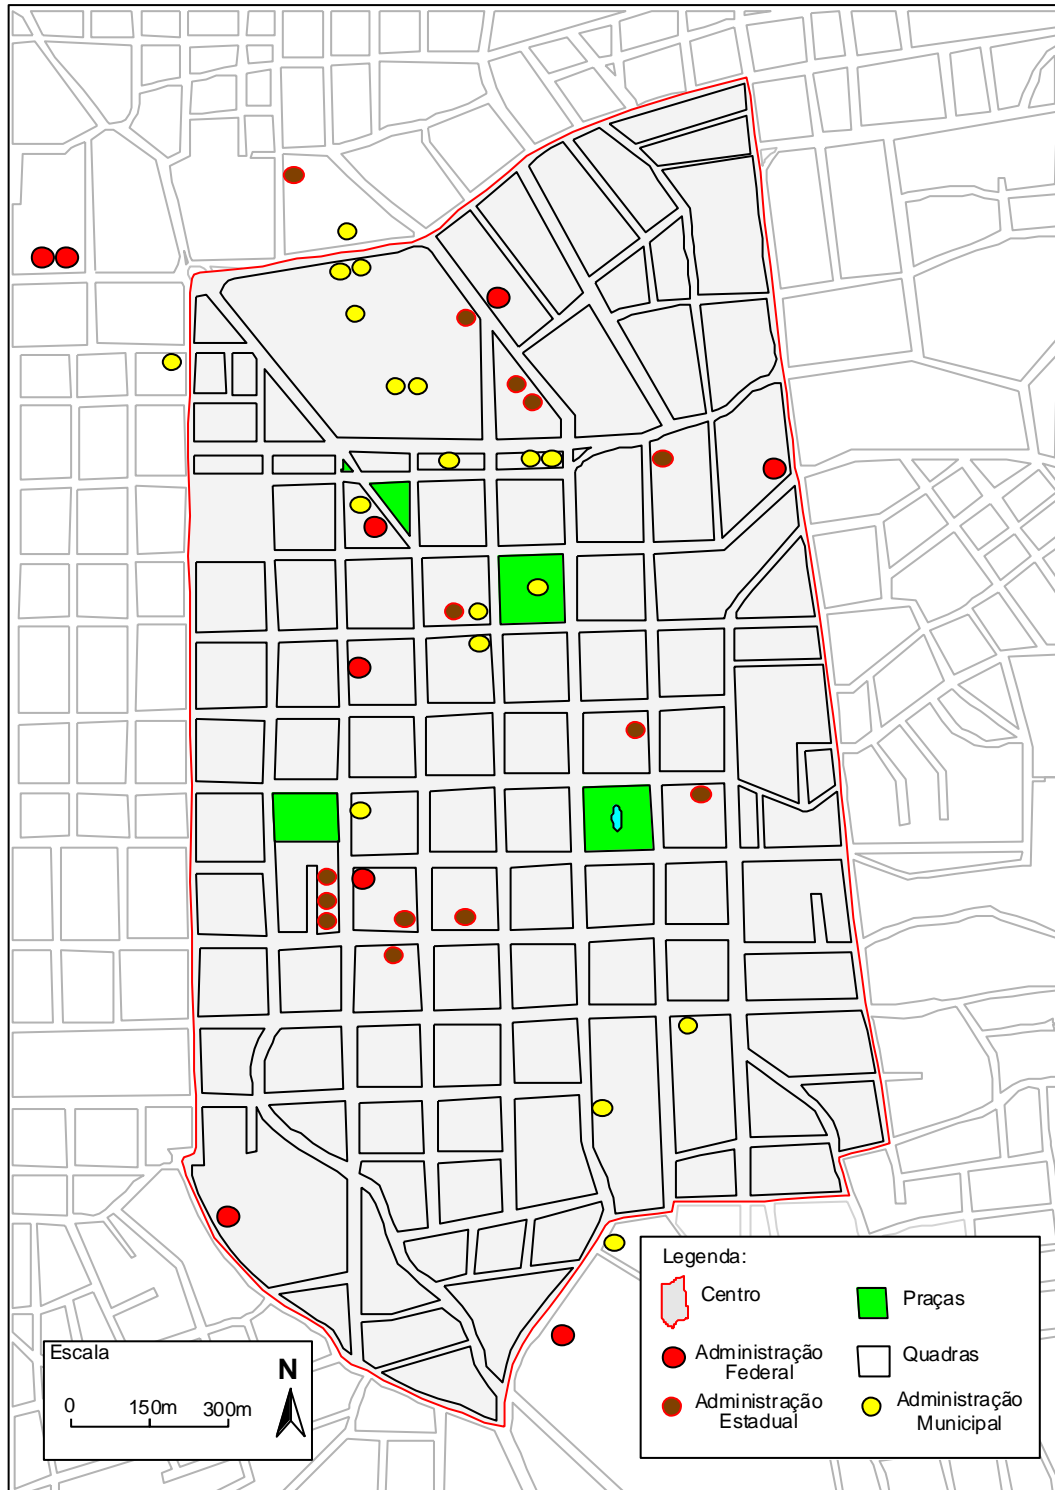 Legenda:
Centro
Praças
Administração
Federal
Quadras
Administração
Estadual
Administração
Municipal
Escala
0 150m 300m
N